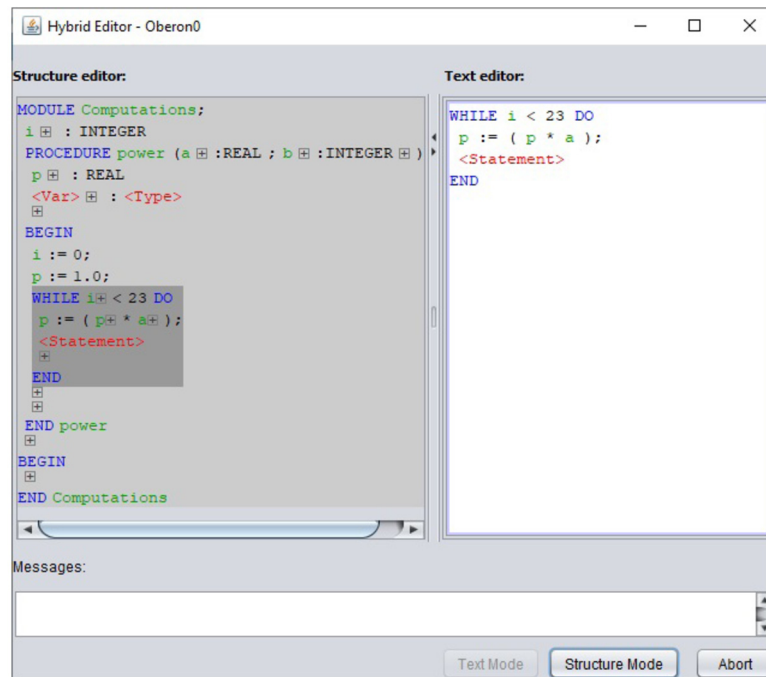 Hybrid Editor - Oberon0
Structure editor:
MODULE Computations;
i ⊞ : INTEGER
PROCEDURE power (a ⊞ :REAL ; b ⊞ :INTEGER ⊞ )
p ⊞ : REAL
<Var> ⊞ : <Type>
⊞
BEGIN
i := 0;
p := 1.0;
WHILE i⊞ < 23 DO
p := ( p⊞ * a⊞ );
<Statement>
⊞
END
⊞
⊞
END power
⊞
BEGIN
⊞
END Computations
Text editor:
WHILE i < 23 DO
p := ( p * a );
<Statement>
END
Messages:
Text Mode
Structure Mode
Abort